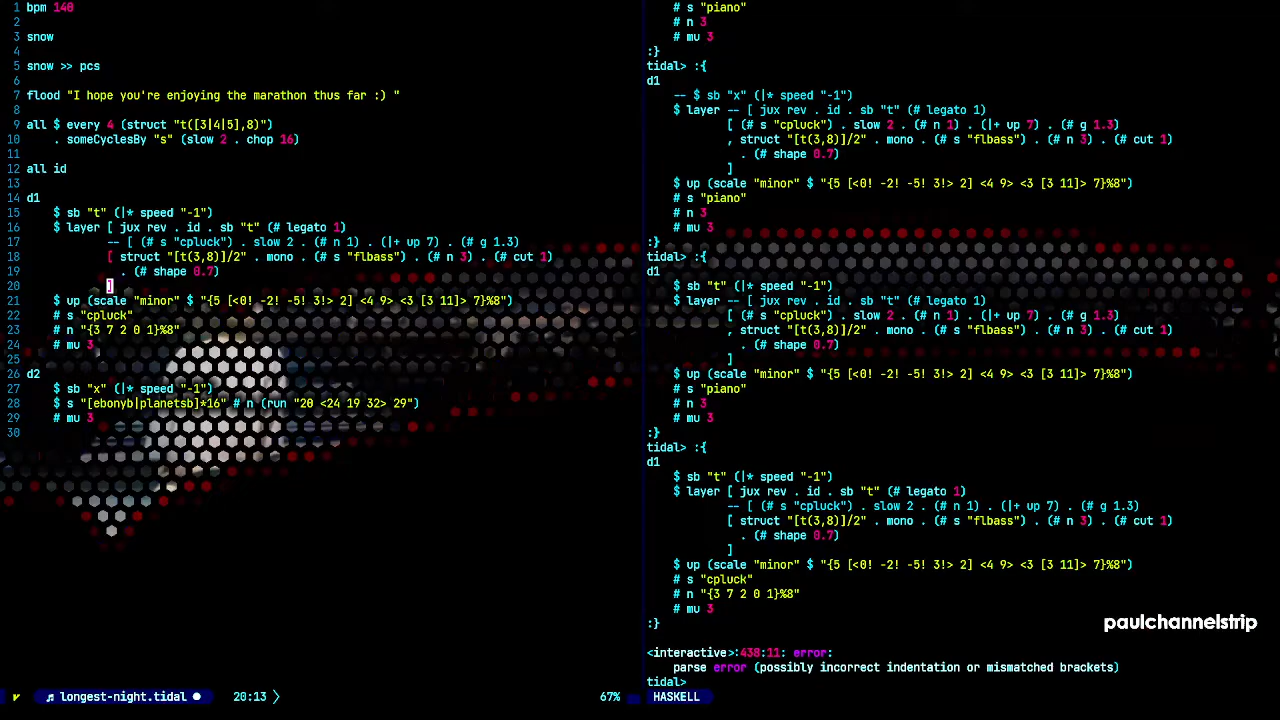 1 bpm 140
2
3 snow
4
5 snow >> pcs
6
7 flood "I hope you're enjoying the marathon thus far :) "
8
9 all $ every 4 (struct "t([3|4|5],8)")
10 . someCyclesBy "s" (slow 2 . chop 16)
11
12 all id
13
14 d1
15 $ sb "t" (|* speed "-1")
16 $ layer [ jux rev . id . sb "t" (# legato 1)
17 -- [ (# s "cpluck") . slow 2 . (# n 1) . (|+ up 7) . (# g 1.3)
18 [ struct "[t(3,8)]/2" . mono . (# s "flbass") . (# n 3) . (# cut 1)
19 . (# shape 0.7)
20 ]
21 $ up (scale "minor" $ "{5 [<0! -2! -5! 3!> 2] <4 9> <3 [3 11]> 7}%8")
22 # s "cpluck"
23 # n "{3 7 2 0 1}%8"
24 # mu 3
25
26 d2
27 $ sb "x" (|* speed "-1")
28 $ s "[ebonyb|planetsb]*16" # n (run "20 <24 19 32> 29")
29 # mu 3
30
v ♫ longest-night.tidal ● 20:13 67%
# s "piano"
# n 3
# mu 3
:}
tidal> :{
d1
-- $ sb "x" (|* speed "-1")
$ layer -- [ jux rev . id . sb "t" (# legato 1)
[ (# s "cpluck") . slow 2 . (# n 1) . (|+ up 7) . (# g 1.3)
, struct "[t(3,8)]/2" . mono . (# s "flbass") . (# n 3) . (# cut 1)
. (# shape 0.7)
]
$ up (scale "minor" $ "{5 [<0! -2! -5! 3!> 2] <4 9> <3 [3 11]> 7}%8")
# s "piano"
# n 3
# mu 3
:}
tidal> :{
d1
$ sb "t" (|* speed "-1")
$ layer -- [ jux rev . id . sb "t" (# legato 1)
[ (# s "cpluck") . slow 2 . (# n 1) . (|+ up 7) . (# g 1.3)
, struct "[t(3,8)]/2" . mono . (# s "flbass") . (# n 3) . (# cut 1)
. (# shape 0.7)
]
$ up (scale "minor" $ "{5 [<0! -2! -5! 3!> 2] <4 9> <3 [3 11]> 7}%8")
# s "piano"
# n 3
# mu 3
:}
tidal> :{
d1
$ sb "t" (|* speed "-1")
$ layer [ jux rev . id . sb "t" (# legato 1)
-- [ (# s "cpluck") . slow 2 . (# n 1) . (|+ up 7) . (# g 1.3)
[ struct "[t(3,8)]/2" . mono . (# s "flbass") . (# n 3) . (# cut 1)
. (# shape 0.7)
]
$ up (scale "minor" $ "{5 [<0! -2! -5! 3!> 2] <4 9> <3 [3 11]> 7}%8")
# s "cpluck"
# n "{3 7 2 0 1}%8"
# mu 3
:}
paulchannelstrip
<interactive>:438:11: error:
parse error (possibly incorrect indentation or mismatched brackets)
tidal>
HASKELL